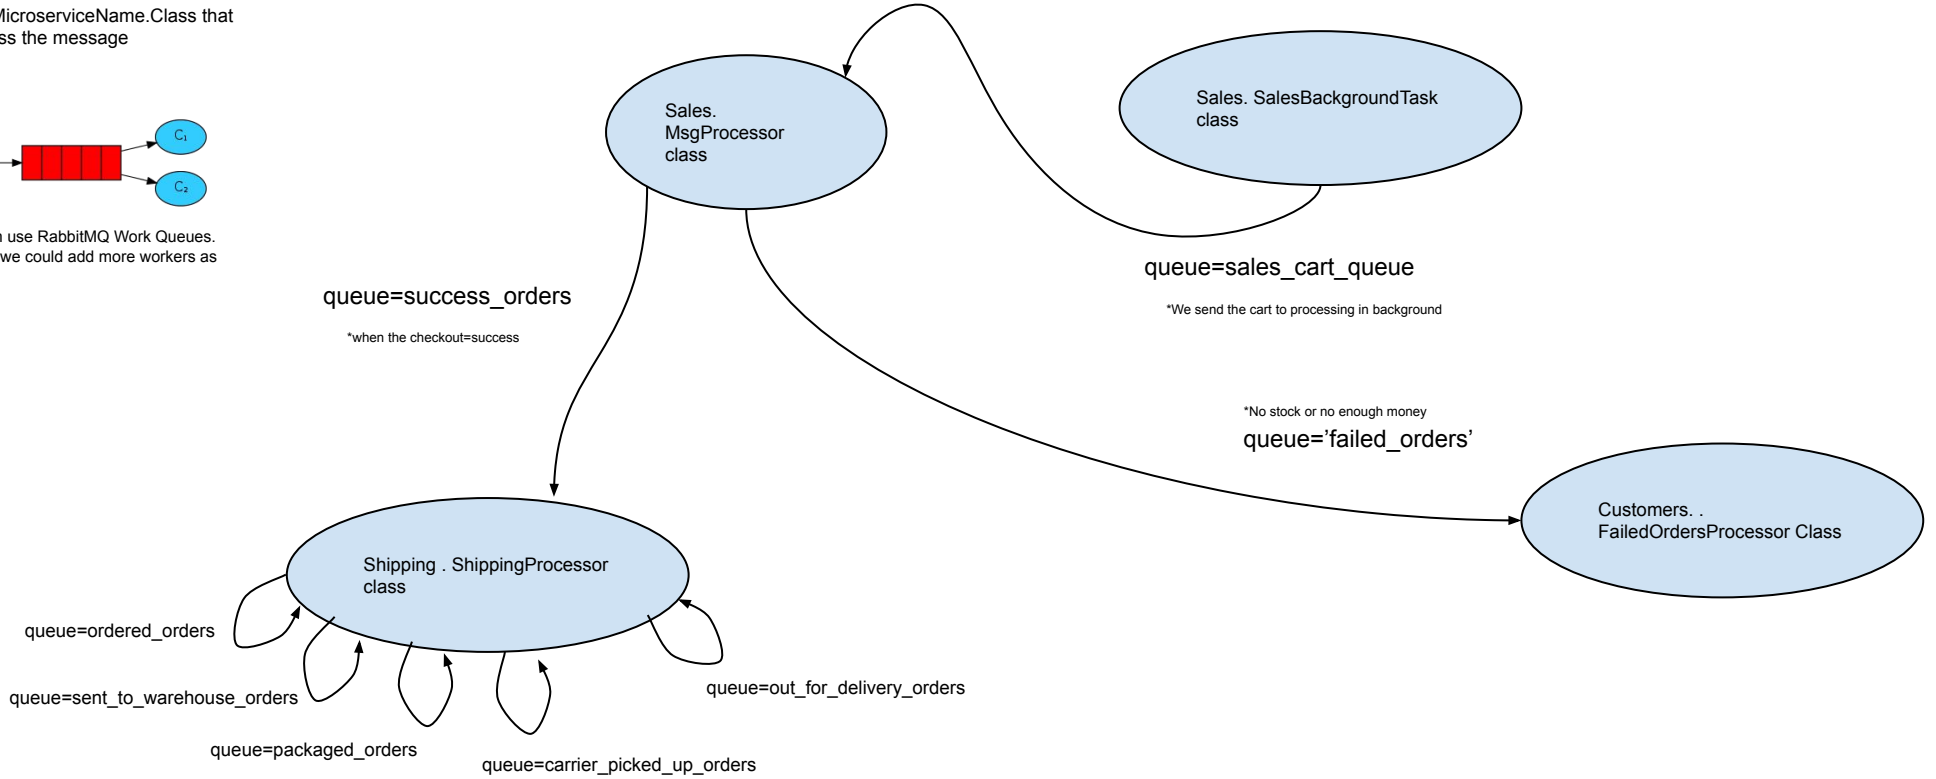 MicroserviceName.Class that
ss the message
C₁
C₂
use RabbitMQ Work Queues.
we could add more workers as
Sales.
MsgProcessor
class
Sales. SalesBackgroundTask
class
queue=sales_cart_queue
*We send the cart to processing in background
queue=success_orders
*when the checkout=success
*No stock or no enough money
queue=’failed_orders’
Customers. .
FailedOrdersProcessor Class
Shipping . ShippingProcessor
class
queue=ordered_orders
queue=sent_to_warehouse_orders
queue=packaged_orders
queue=carrier_picked_up_orders
queue=out_for_delivery_orders